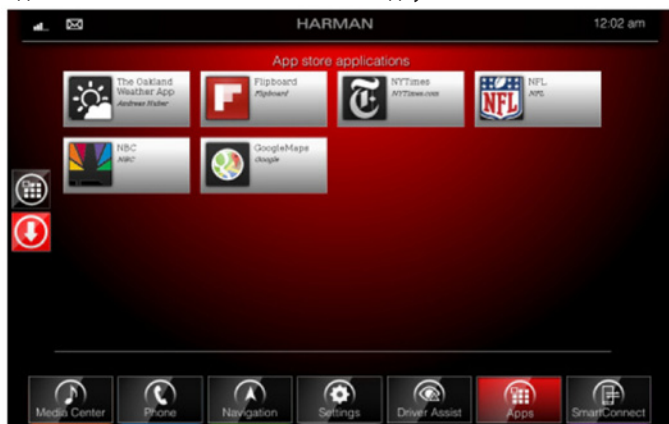 HARMAN
12:02 am
App store applications
The Oakland
Weather App
Andreas Huber
Flipboard
Flipboard
NYTimes
NYTimes.com
NFL
NFL
NFL
NBC
NBC
GoogleMaps
Google
Media Center
Phone
Navigation
Settings
Driver Assist
Apps
SmartConnect